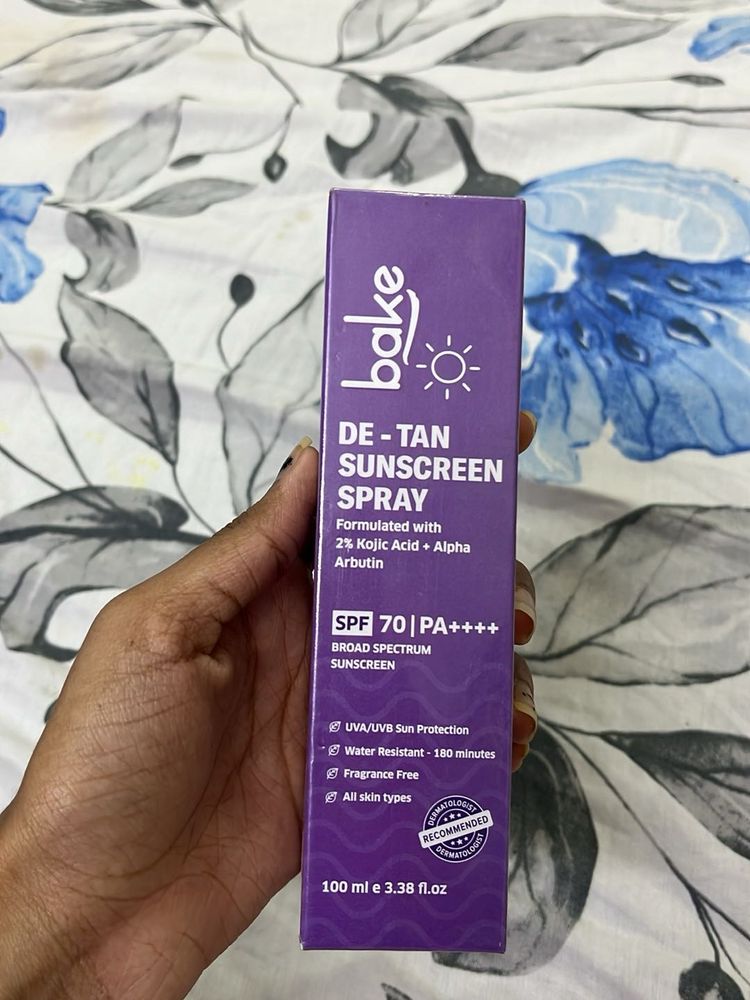 bake
DE - TAN
SUNSCREEN
SPRAY
Formulated with
2% Kojic Acid + Alpha
Arbutin
SPF 70 | PA++++
BROAD SPECTRUM
SUNSCREEN
UVA/UVB Sun Protection
Water Resistant - 180 minutes
Fragrance Free
All skin types
DERMATOLOGIST
RECOMMENDED
DERMATOLOGIST
100 ml e 3.38 fl.oz